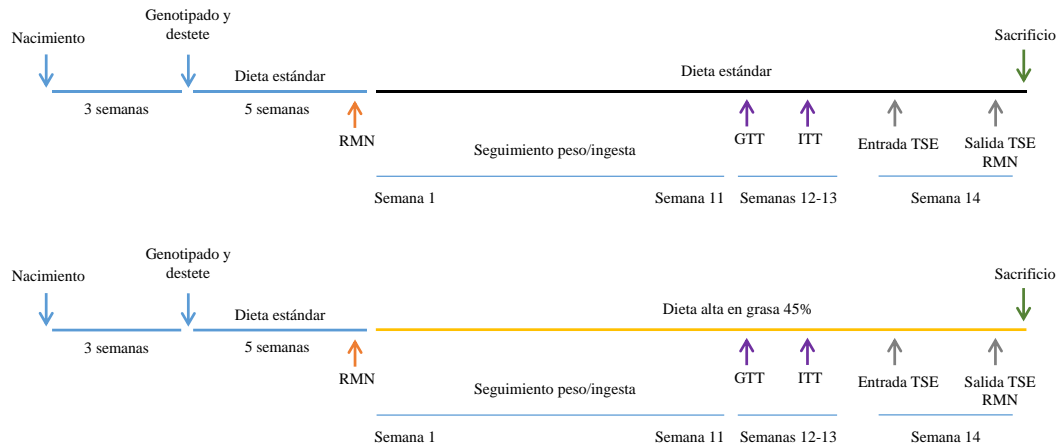 Genotipado y
destete
Nacimiento
Sacrificio
Dieta estándar
Dieta estándar
3 semanas
5 semanas
RMN
GTT
ITT
Entrada TSE
Salida TSE
RMN
Seguimiento peso/ingesta
Semana 1
Semana 11
Semanas 12-13
Semana 14
Genotipado y
destete
Nacimiento
Sacrificio
Dieta estándar
Dieta alta en grasa 45%
3 semanas
5 semanas
RMN
GTT
ITT
Entrada TSE
Salida TSE
RMN
Seguimiento peso/ingesta
Semana 1
Semana 11
Semanas 12-13
Semana 14